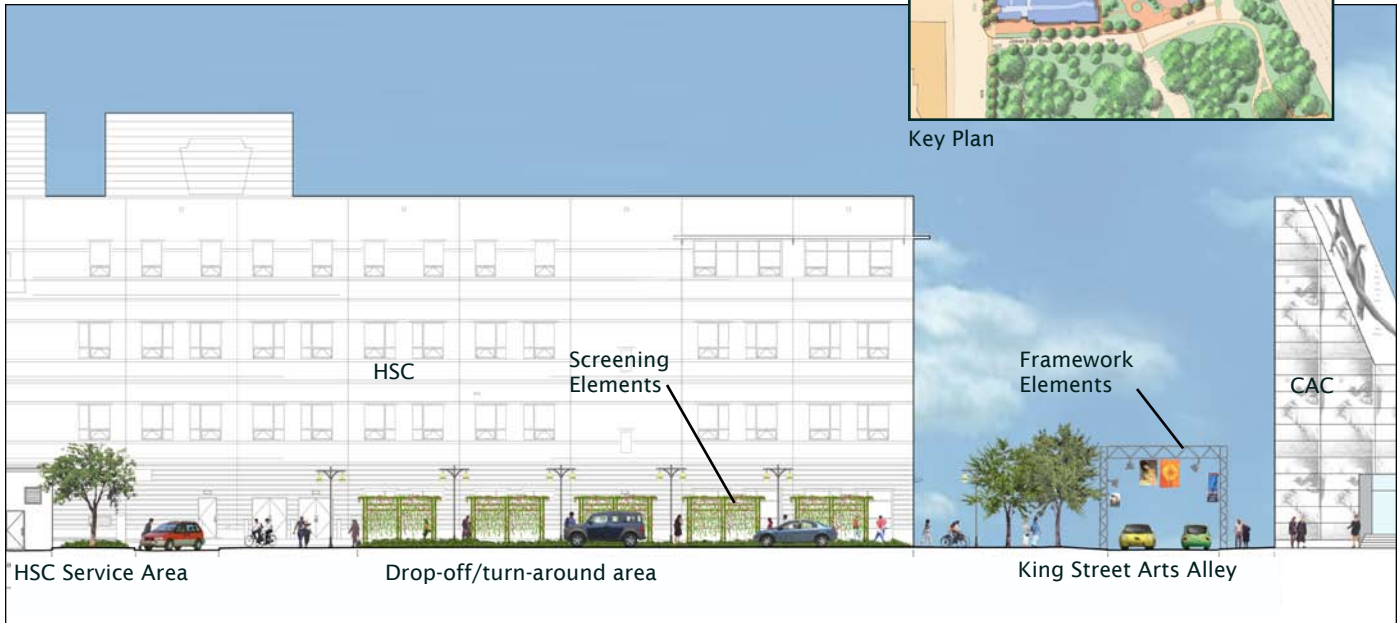 Key Plan
HSC
Screening
Elements
Framework
Elements
CAC
HSC Service Area
Drop-off/turn-around area
King Street Arts Alley